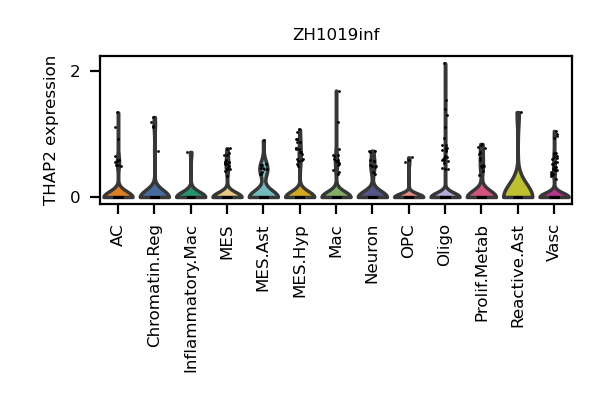 ZH1019inf
THAP2 expression
2
0
AC
Chromatin.Reg
Inflammatory.Mac
MES
MES.Ast
MES.Hyp
Mac
Neuron
OPC
Oligo
Prolif.Metab
Reactive.Ast
Vasc